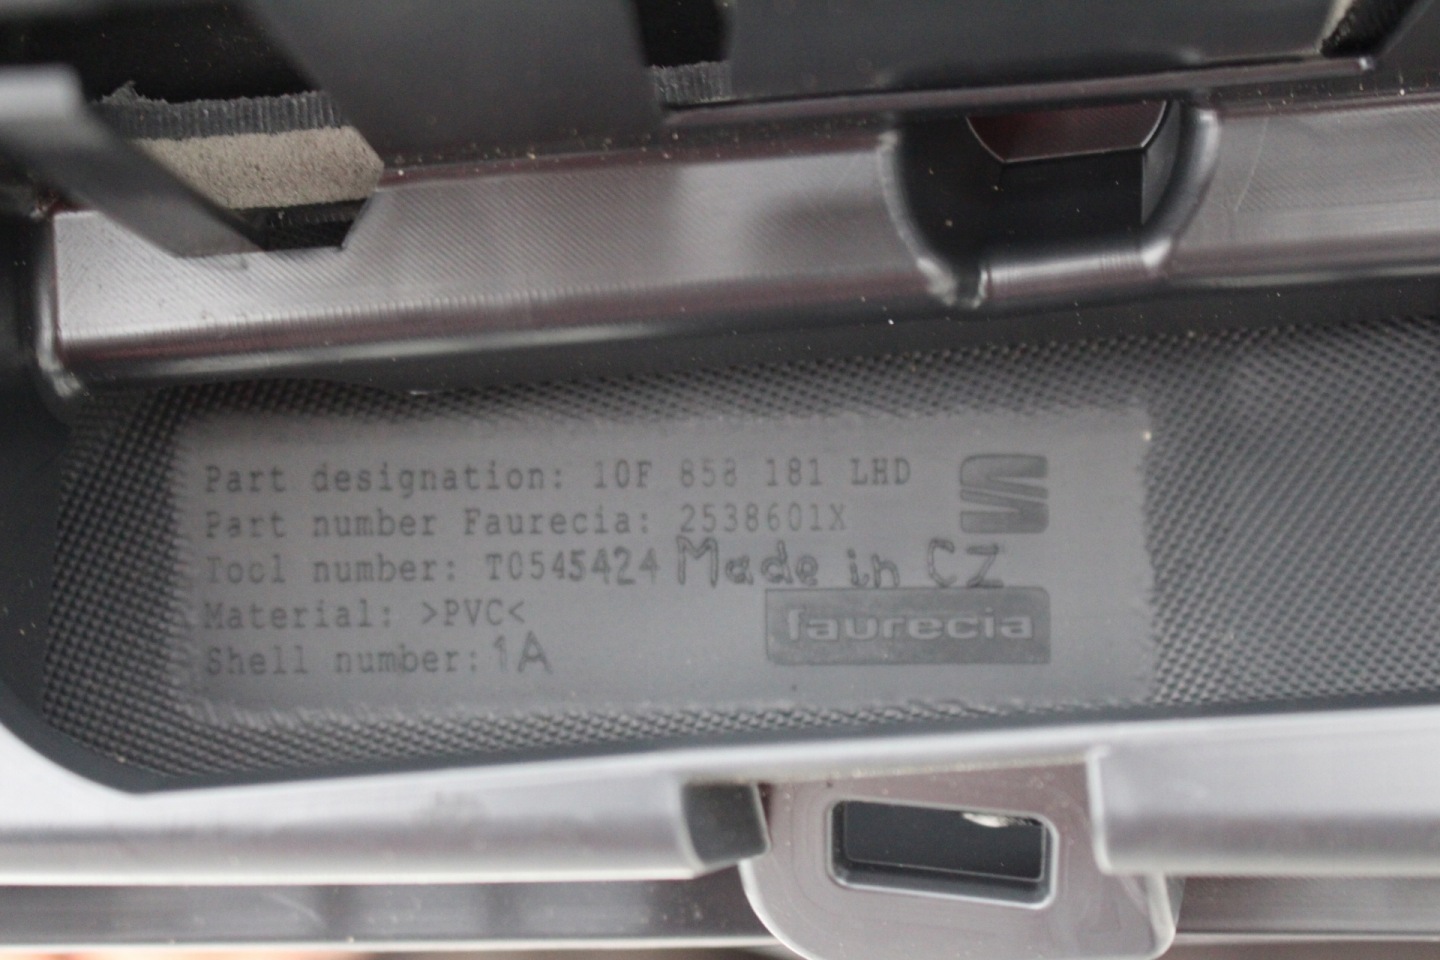 Part designation: 10F 858 181 LHD
Part number Faurecia: 2538601X
Tool number: T0545424 Made in CZ
Material: >PVC<
faurecia
Shell number: 1A